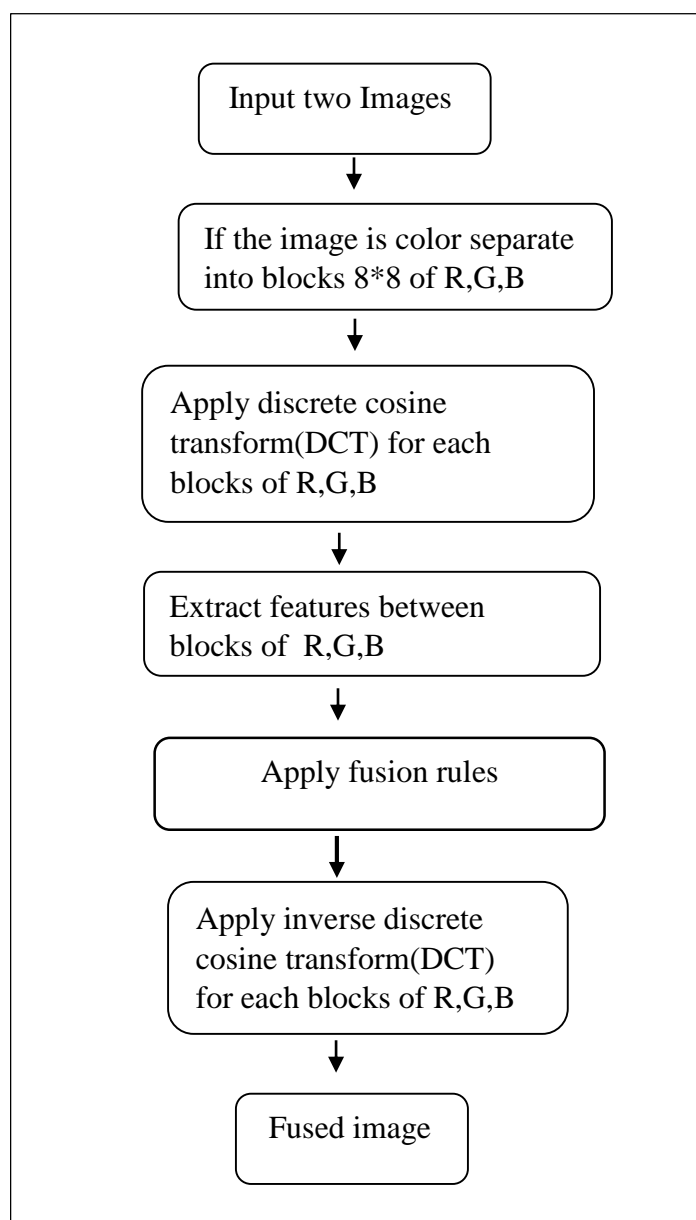 Input two Images
If the image is color separate
into blocks 8*8 of R,G,B
Apply discrete cosine
transform(DCT) for each
blocks of R,G,B
Extract features between
blocks of  R,G,B
Apply fusion rules
Apply inverse discrete
cosine transform(DCT)
for each blocks of R,G,B
Fused image